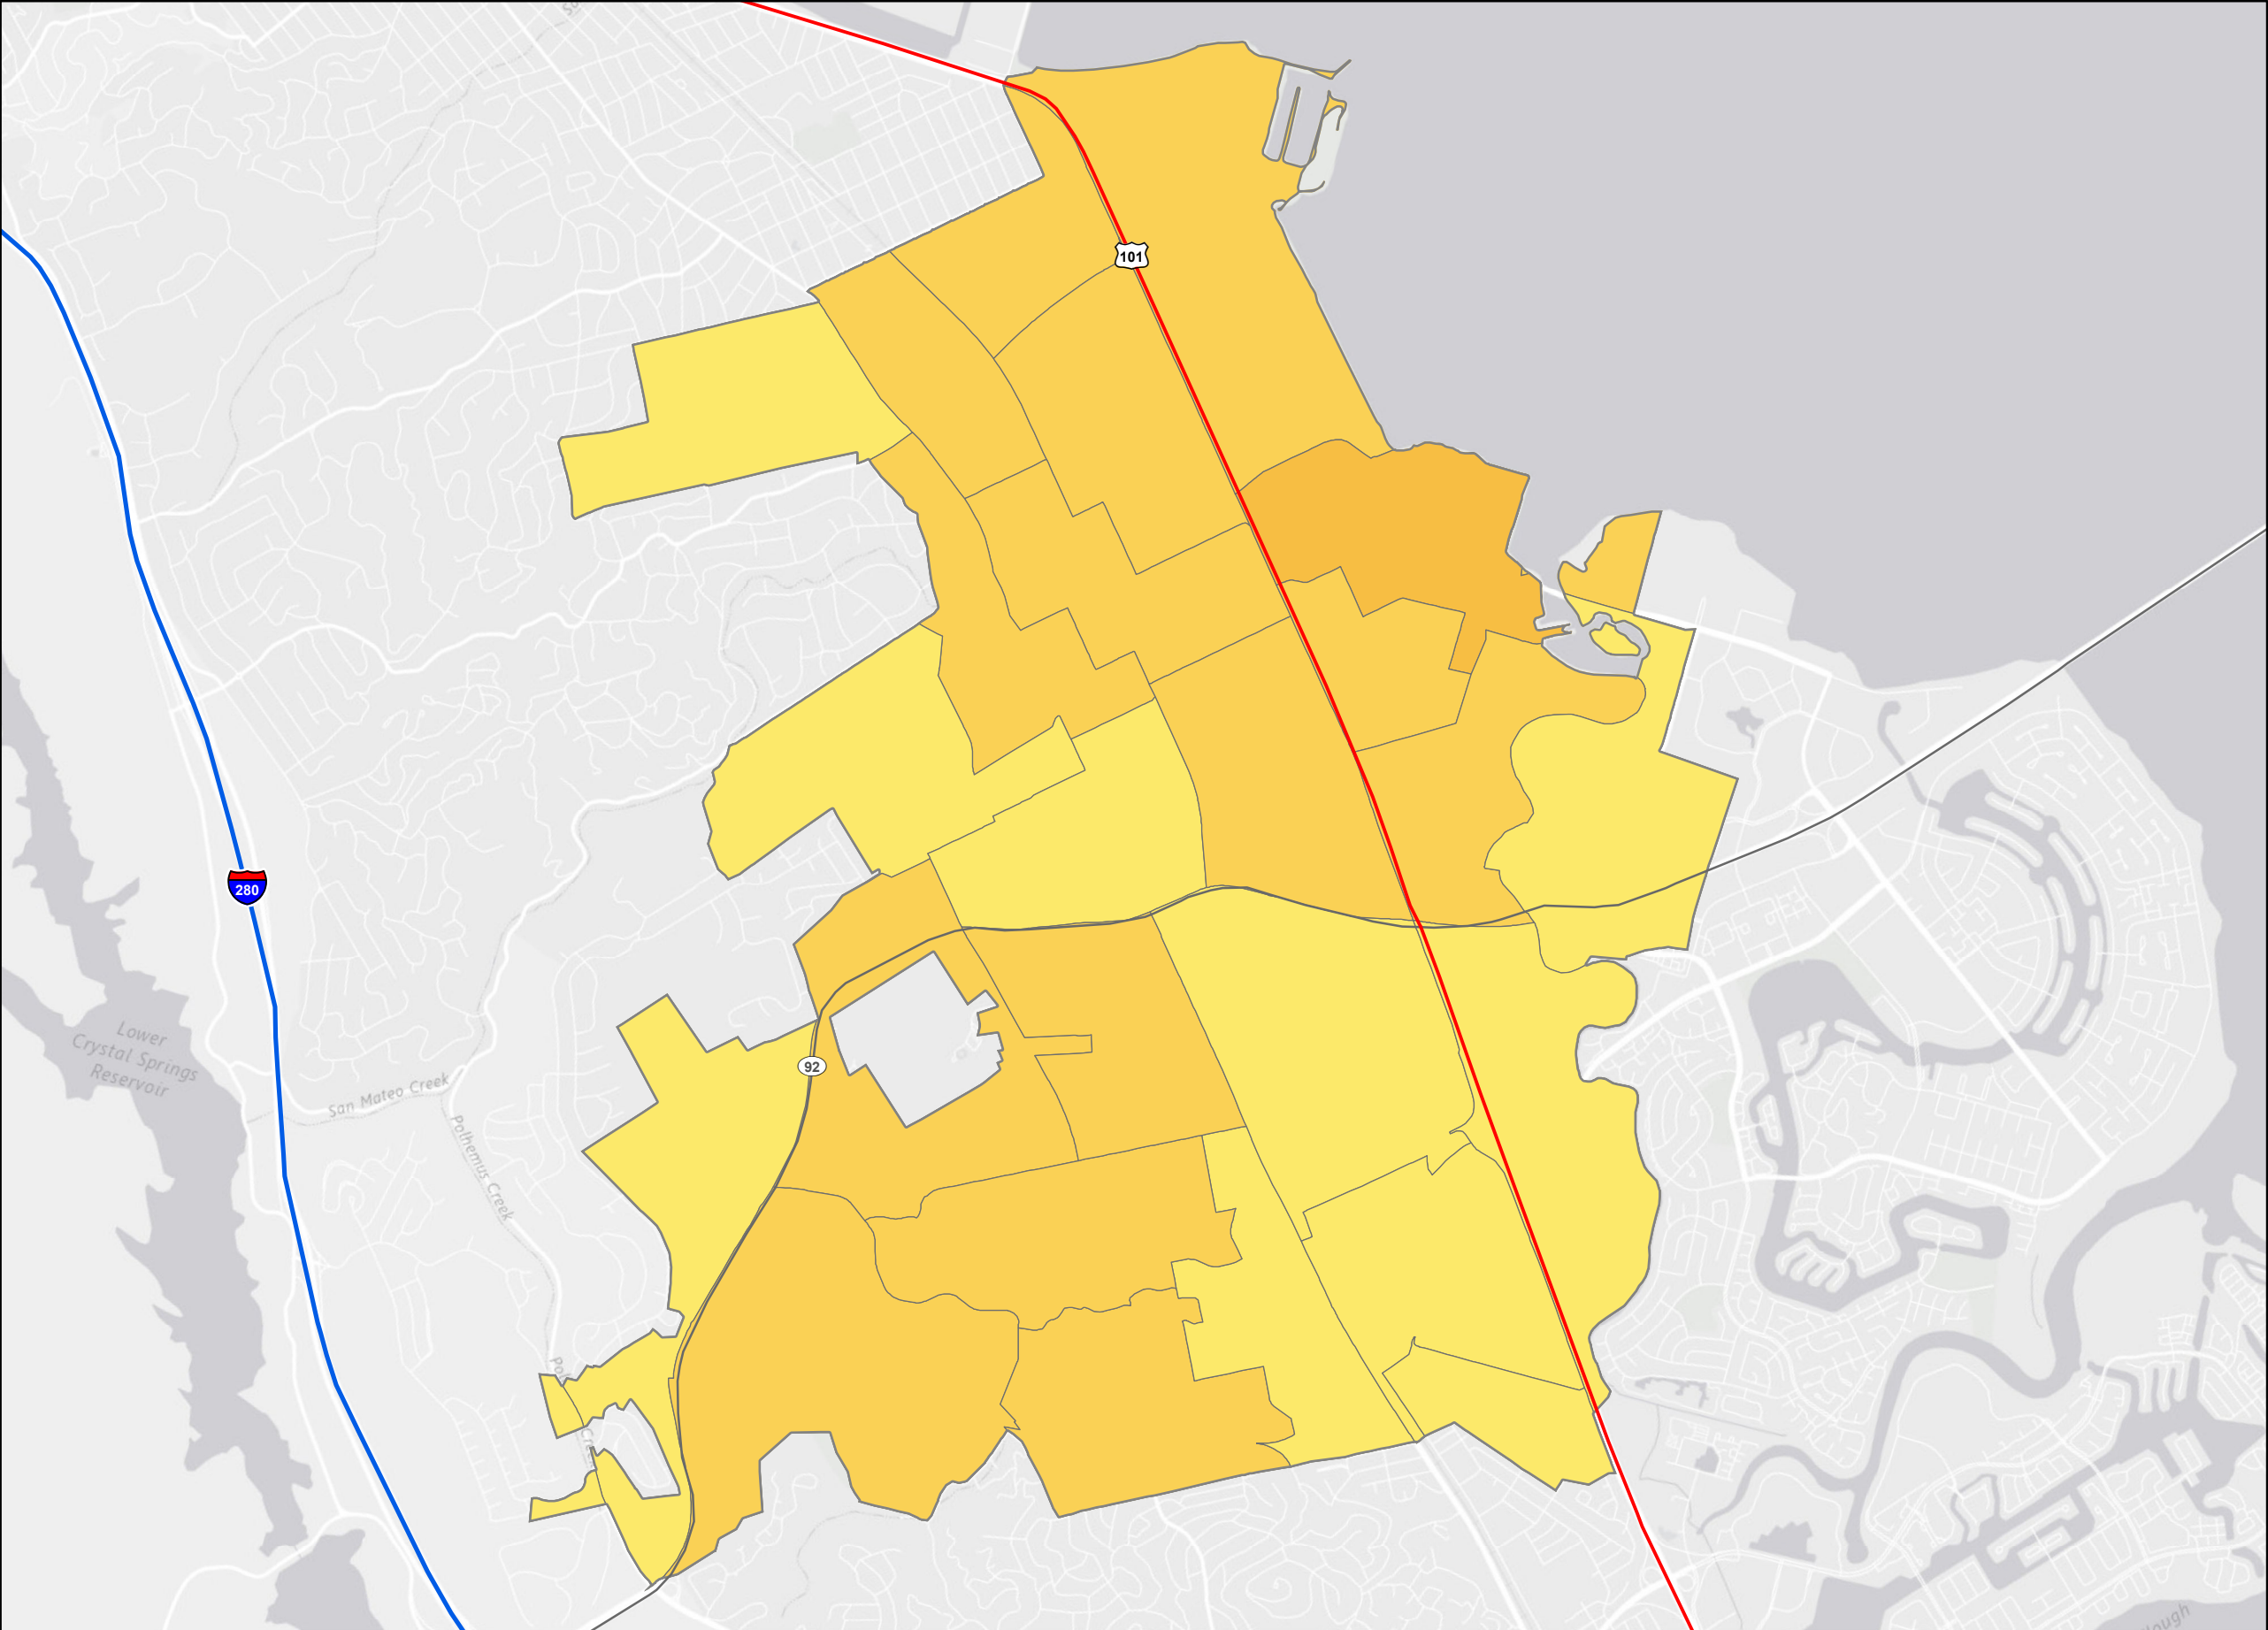 101
280
92
Lower
Crystal Springs
Reservoir
San Mateo Creek
Polhemus Creek